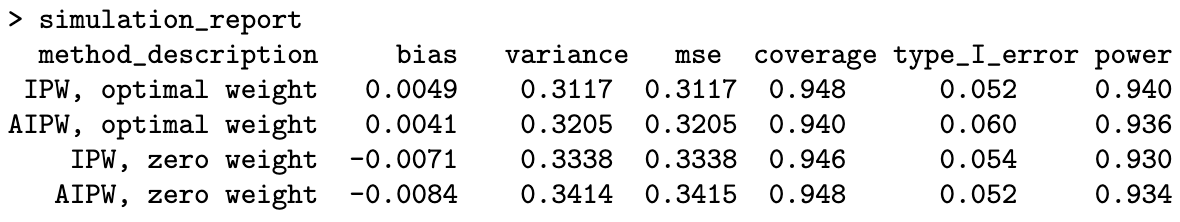 > simulation_report
method_description bias variance mse coverage type_I_error power
IPW, optimal weight 0.0049 0.3117 0.3117 0.948 0.052 0.940
AIPW, optimal weight 0.0041 0.3205 0.3205 0.940 0.060 0.936
IPW, zero weight -0.0071 0.3338 0.3338 0.946 0.054 0.930
AIPW, zero weight -0.0084 0.3414 0.3415 0.948 0.052 0.934